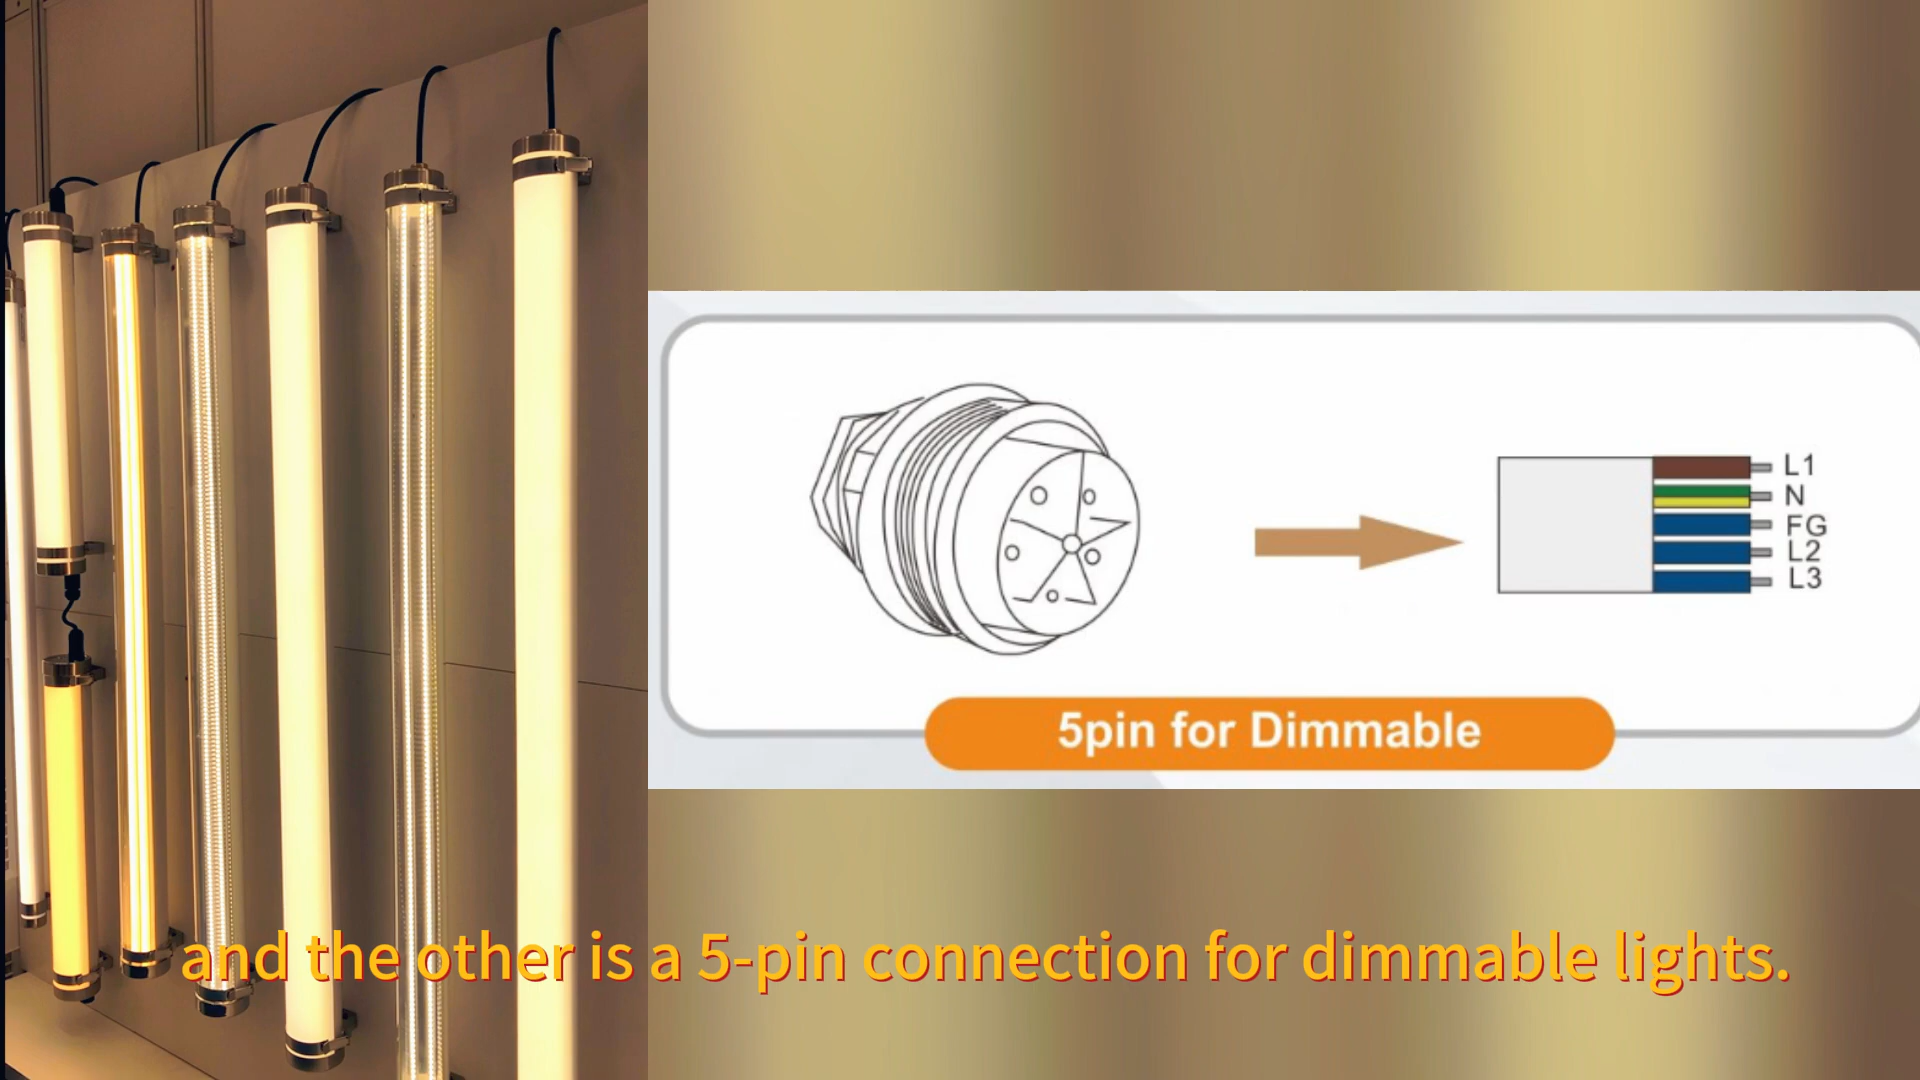 L1
N
FG
L2
L3
5pin for Dimmable
and the other is a 5-pin connection for dimmable lights.